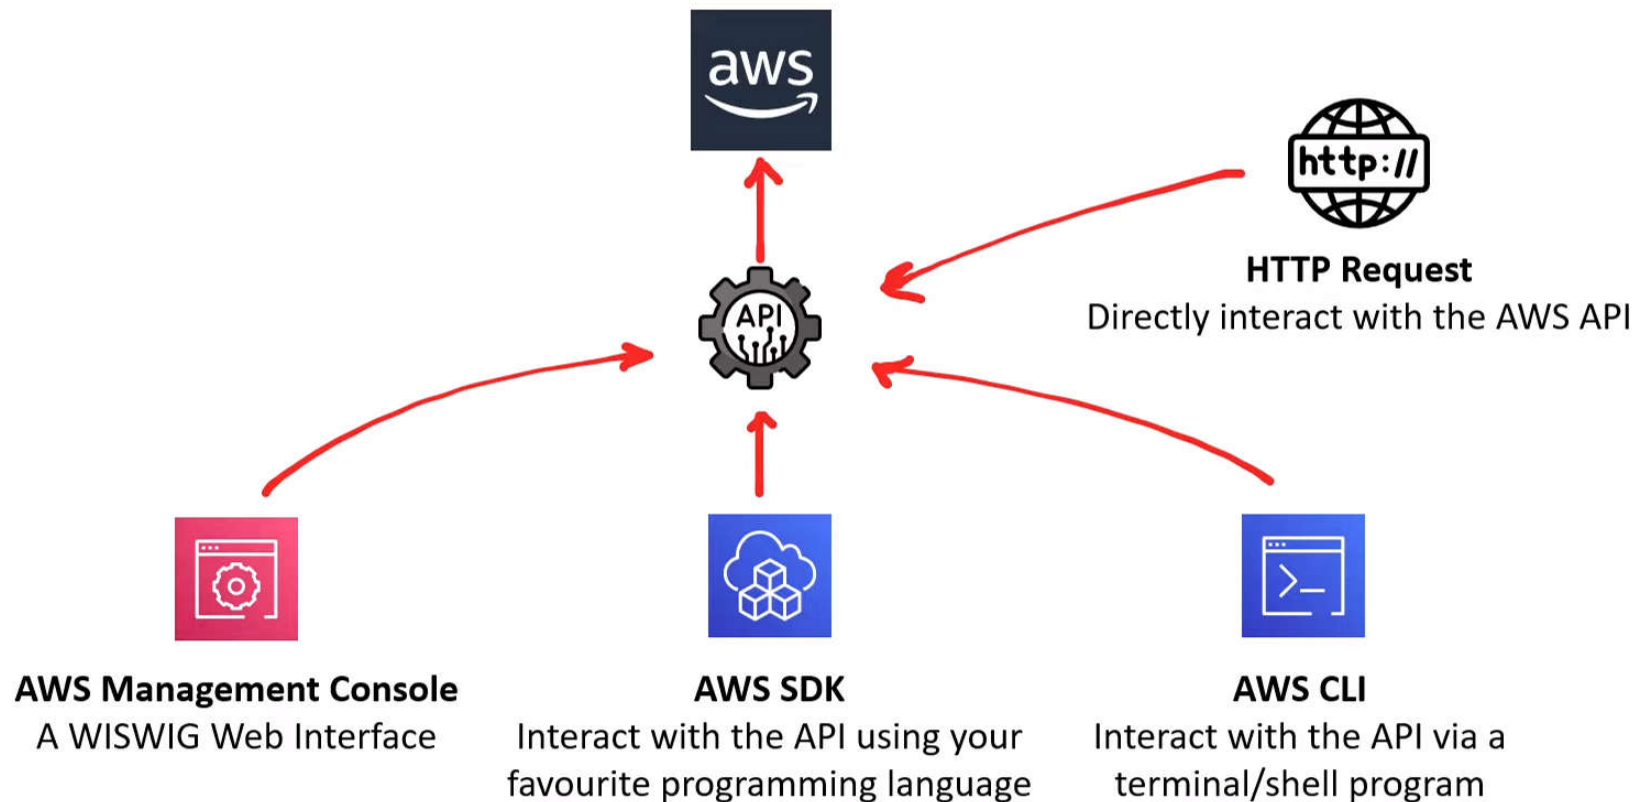 aws
http://
HTTP Request
Directly interact with the AWS API
API
AWS Management Console
A WISWIG Web Interface
AWS SDK
Interact with the API using your
favourite programming language
AWS CLI
Interact with the API via a
terminal/shell program